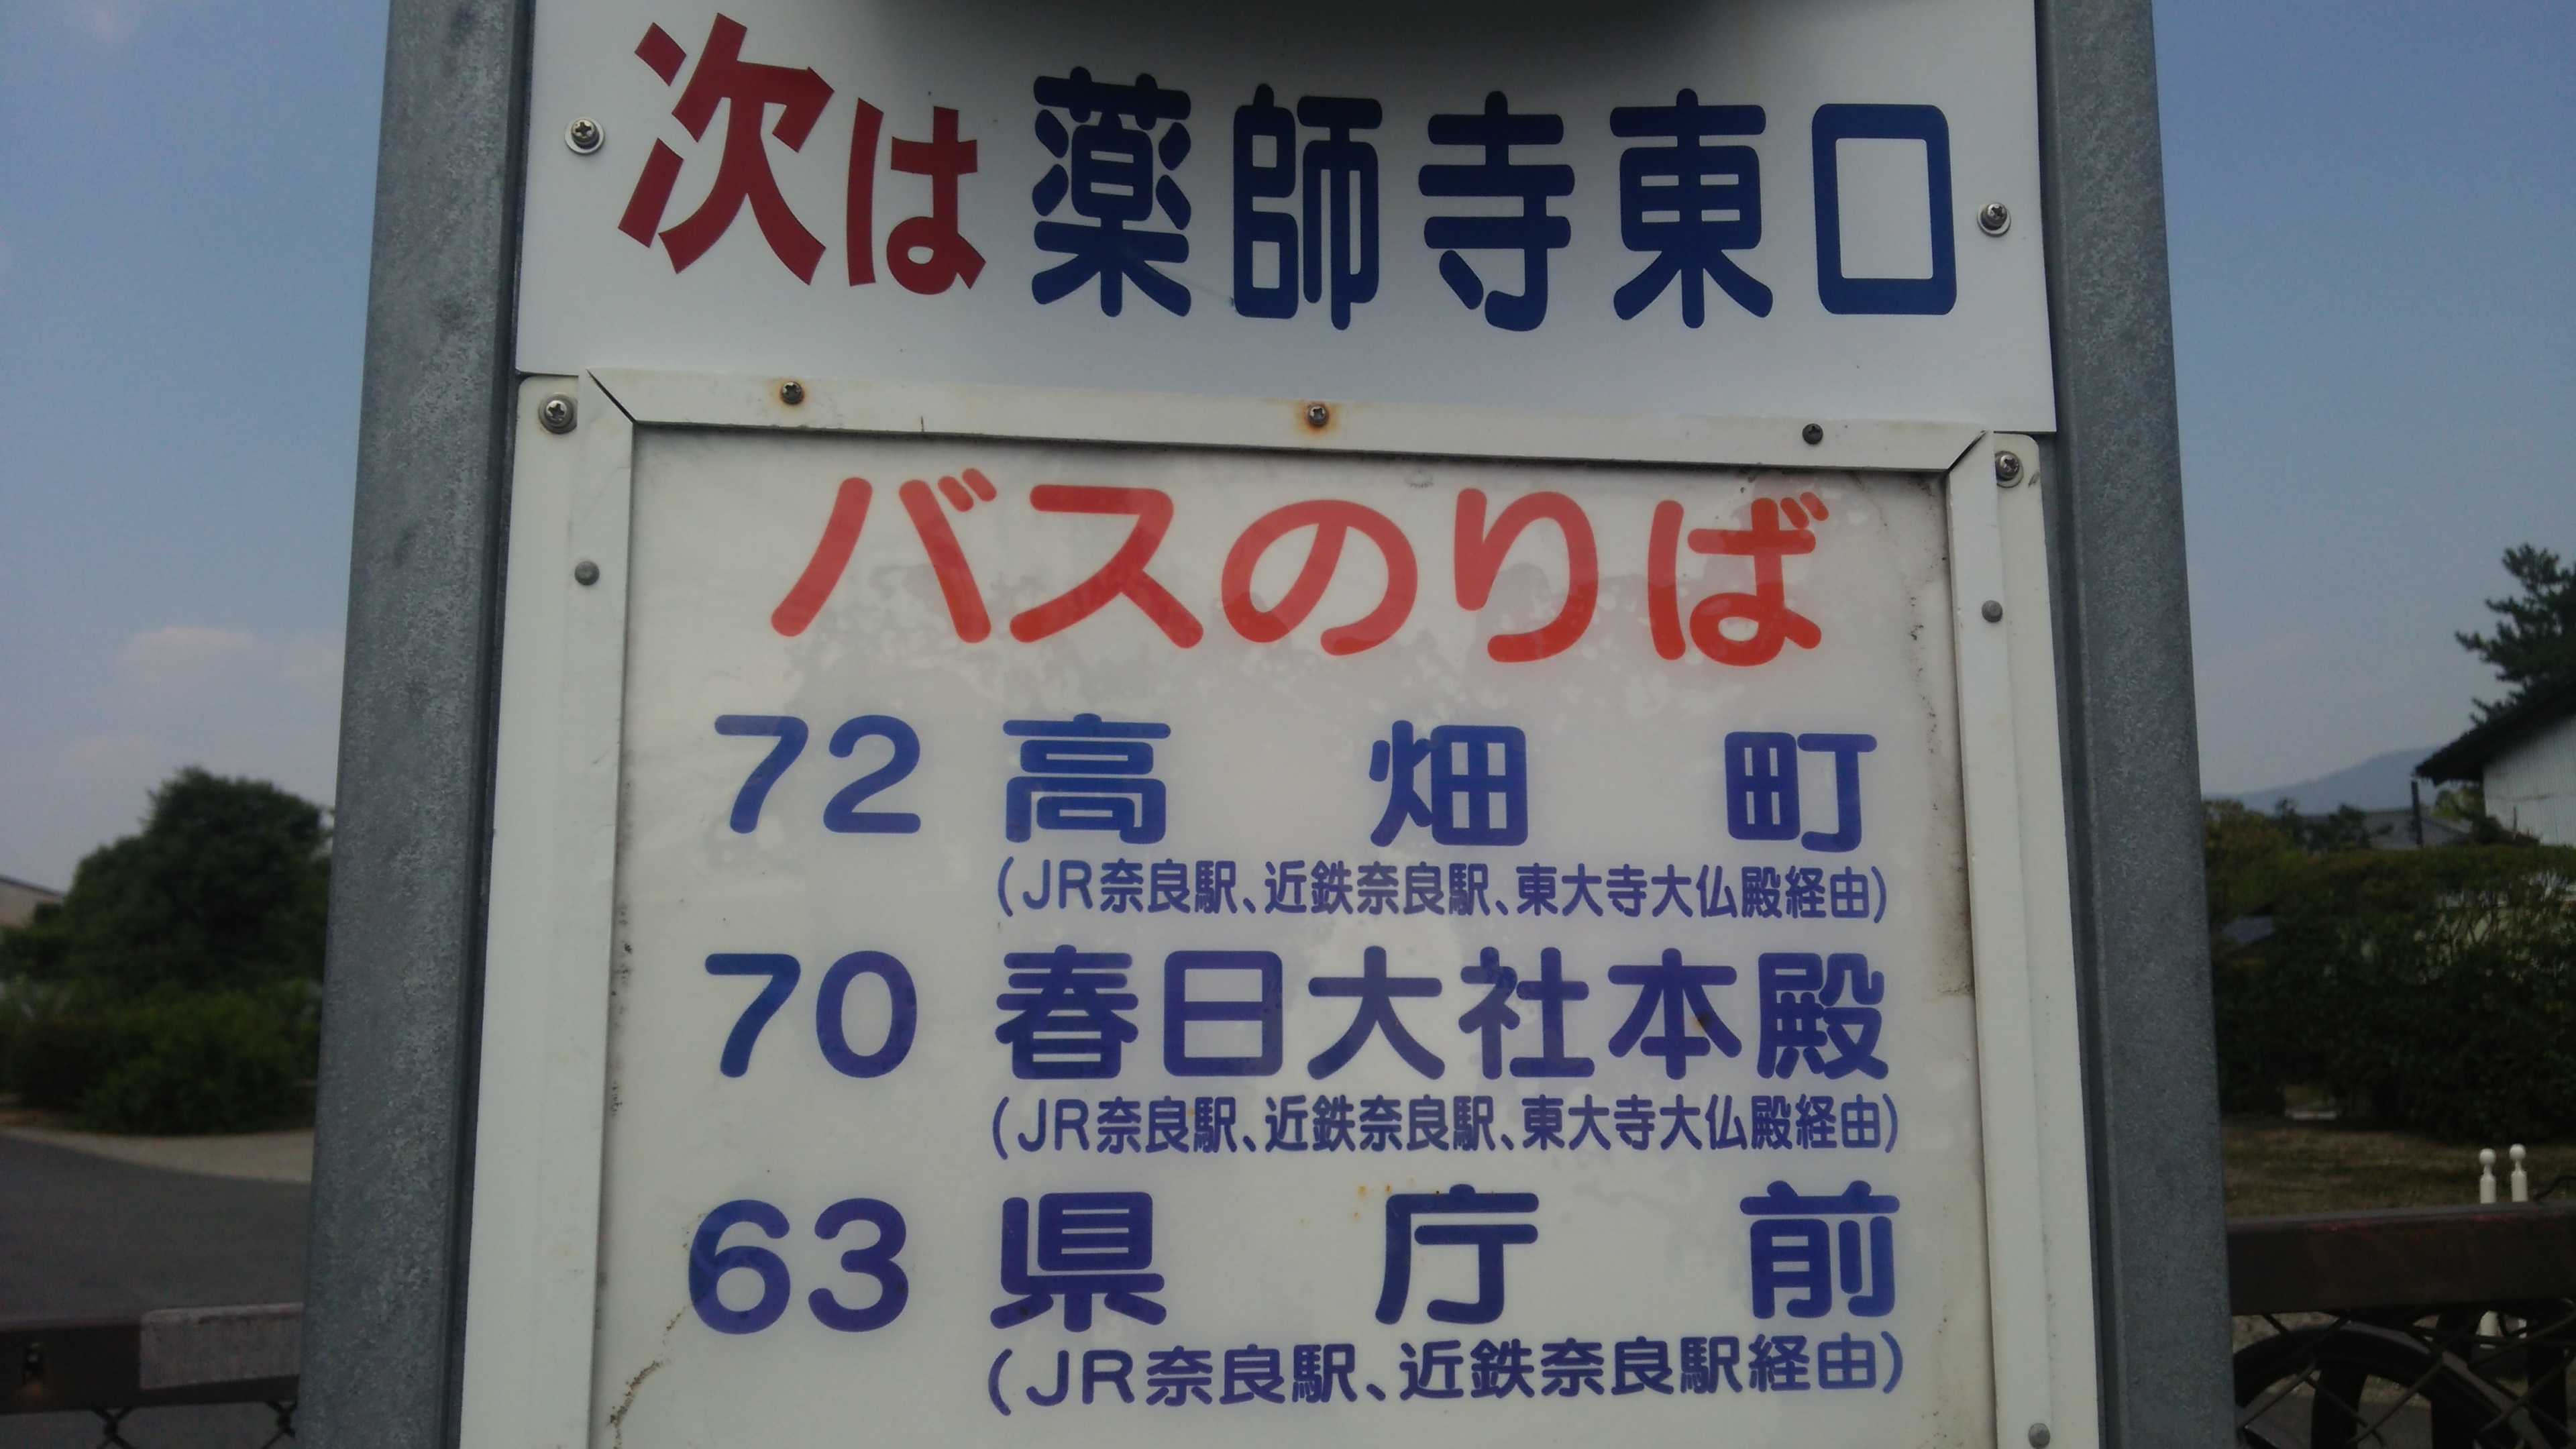 次は薬師寺東口
バスのりば
72 高畑町
(JR奈良駅、近鉄奈良駅、東大寺大仏殿経由)
70 春日大社本殿
(JR奈良駅、近鉄奈良駅、東大寺大仏殿経由)
63 県庁前
(JR奈良駅、近鉄奈良駅経由)